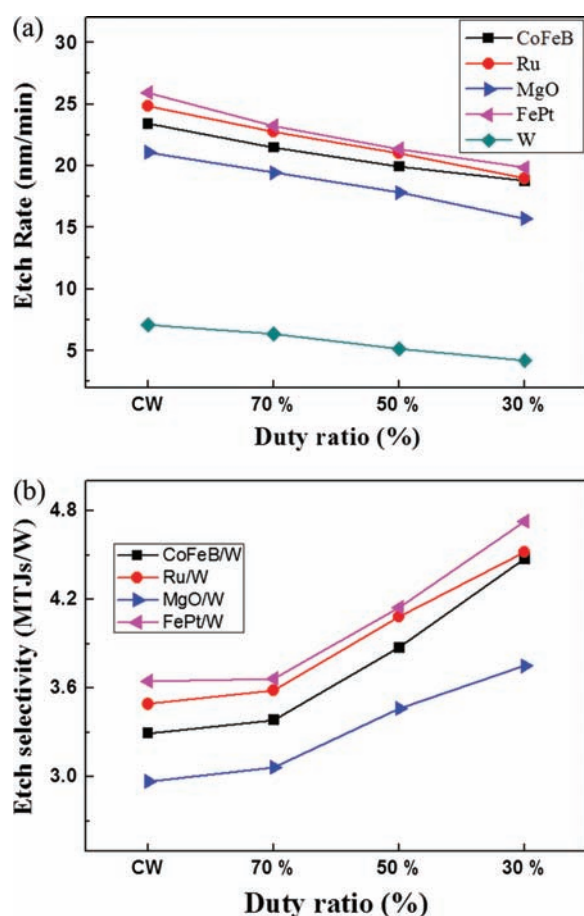 (a)
30
25
20
15
10
5
Etch Rate (nm/min)
CoFeB
Ru
MgO
FePt
W
CW 70 % 50 % 30 %
Duty ratio (%)
(b)
4.8
4.2
3.6
3.0
Etch selectivity (MTJs/W)
CoFeB/W
Ru/W
MgO/W
FePt/W
CW 70 % 50 % 30 %
Duty ratio (%)